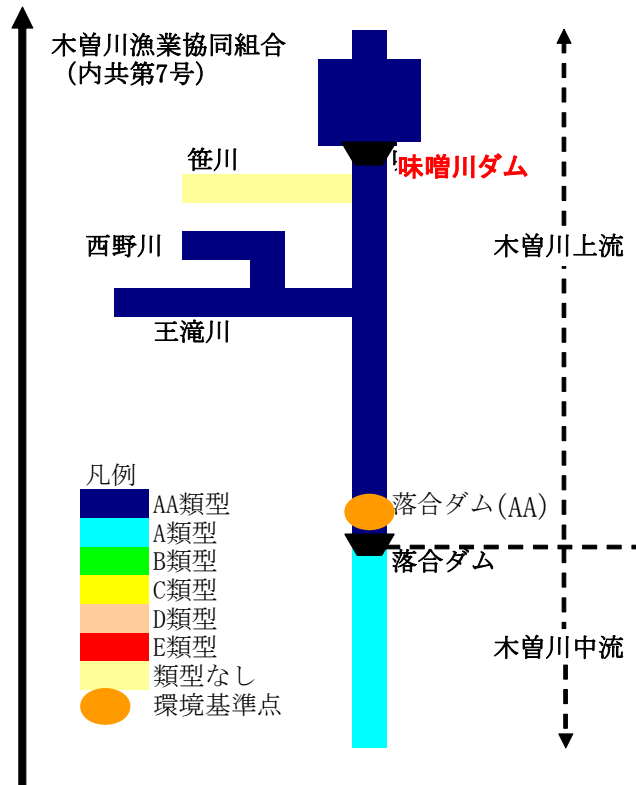 木曽川漁業協同組合
(内共第7号)
味噌川ダム
笹川
西野川
木曽川上流
王滝川
凡例
AA類型
A類型
B類型
C類型
D類型
E類型
類型なし
環境基準点
落合ダム(AA)
落合ダム
木曽川中流